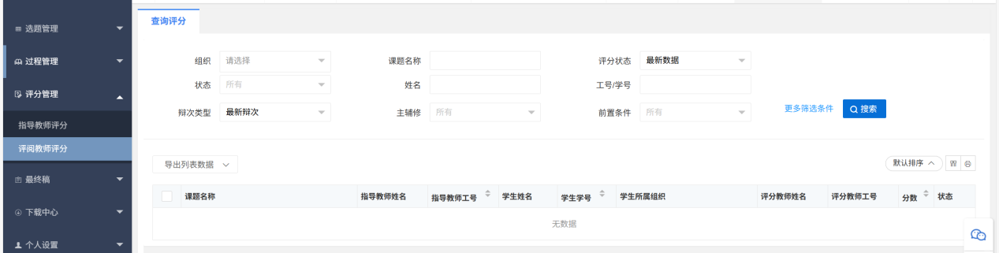 查询评分
选题管理
过程管理
评分管理
指导教师评分
评阅教师评分
最终稿
下载中心
个人设置
组织 请选择 课题名称 评分状态 最新数据
状态 所有 姓名 工号/学号
辩次类型 最新辩次 主辅修 所有 前置条件 所有 更多筛选条件 搜索
导出列表数据 默认排序
课题名称 指导教师姓名 指导教师工号 学生姓名 学生学号 学生所属组织 评分教师姓名 评分教师工号 分数 状态
无数据